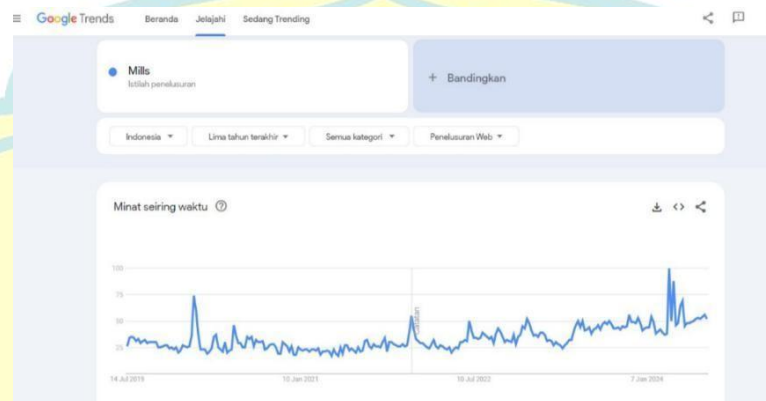 Google Trends
Beranda
Jelajahi
Sedang Trending
Mills
Istilah penelusuran
+ Bandingkan
Indonesia
Lima tahun terakhir
Semua kategori
Penelusuran Web
Minat seiring waktu
100
75
50
25
Catatan
14 Jul 2019
10 Jan 2021
10 Jul 2022
7 Jan 2024